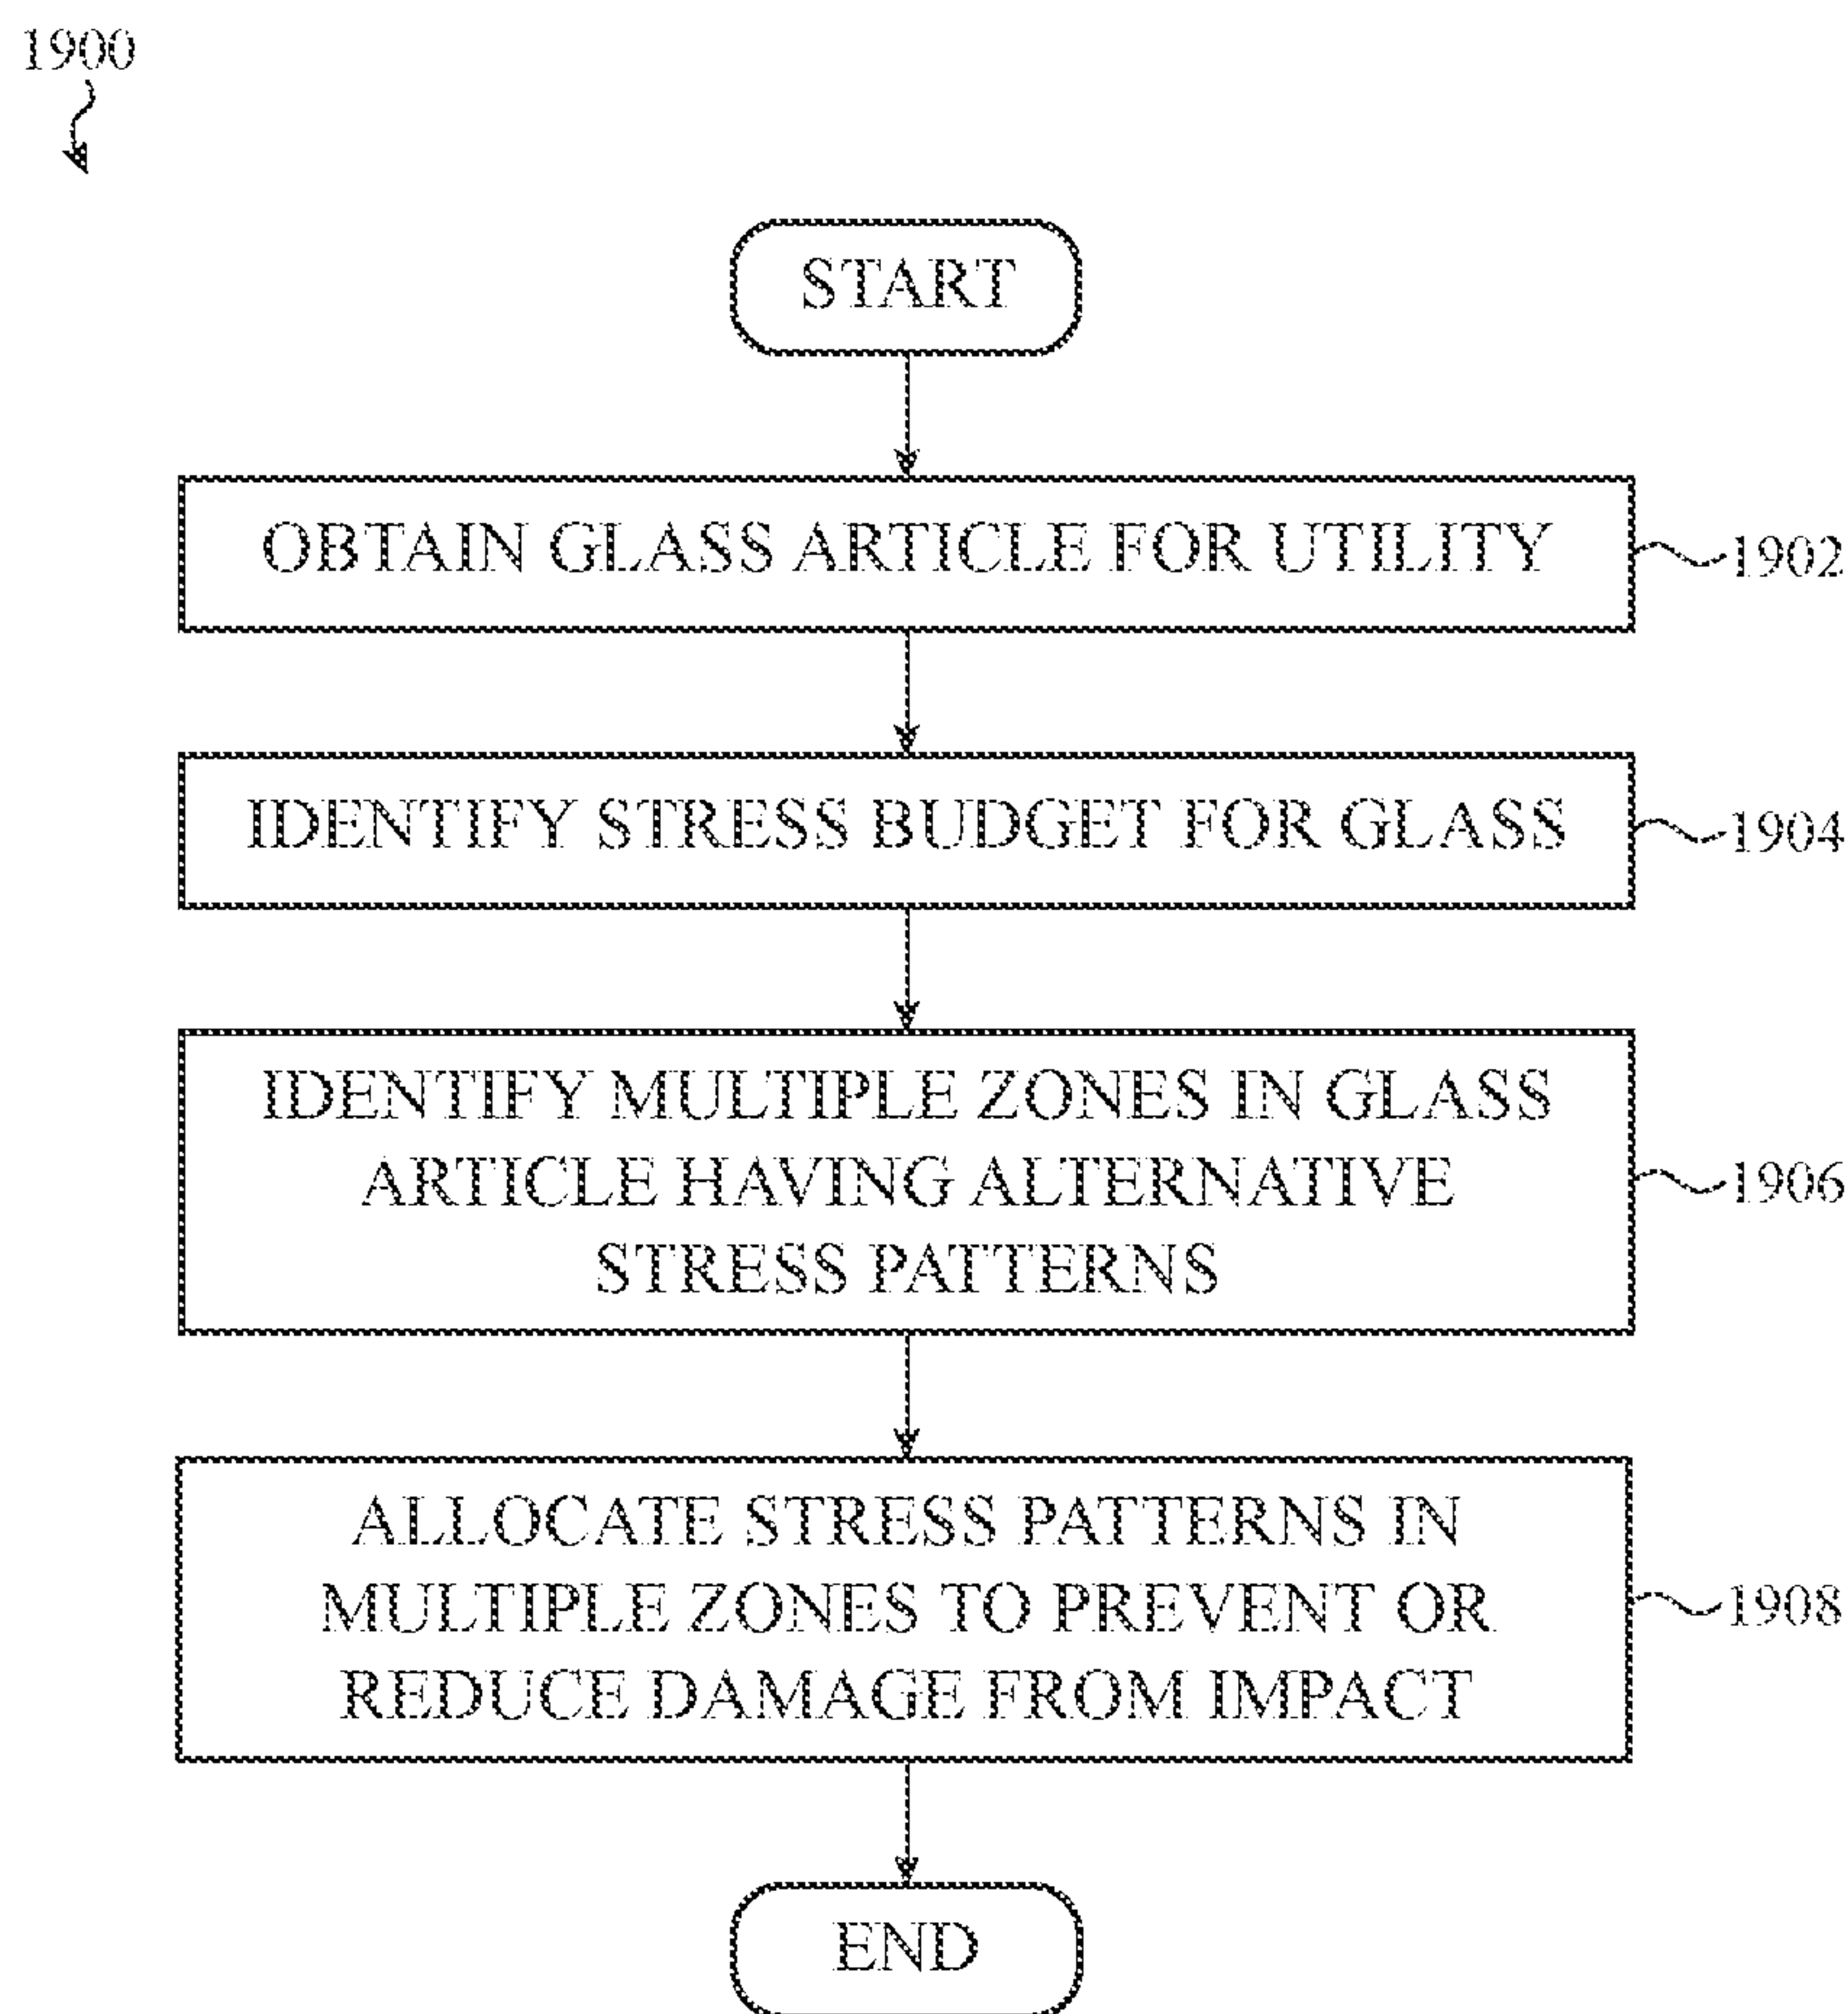 1900
START
OBTAIN GLASS ARTICLE FOR UTILITY
1902
IDENTIFY STRESS BUDGET FOR GLASS
1904
IDENTIFY MULTIPLE ZONES IN GLASS
ARTICLE HAVING ALTERNATIVE
STRESS PATTERNS
1906
ALLOCATE STRESS PATTERNS IN
MULTIPLE ZONES TO PREVENT OR
REDUCE DAMAGE FROM IMPACT
1908
END